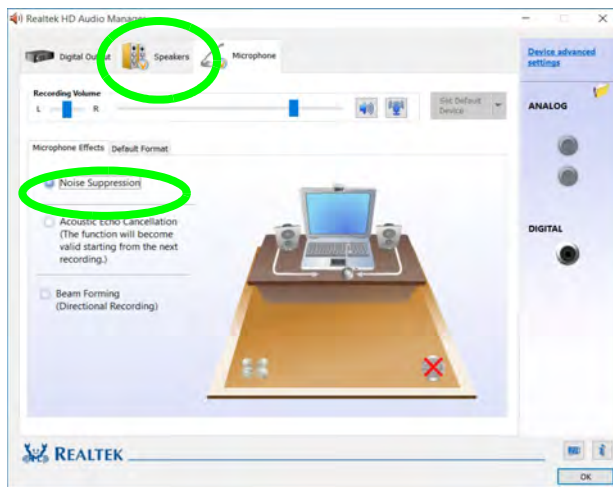 Realtek HD Audio Manager
Digital Output
Speakers
Microphone
Device advanced
settings
Recording Volume
L
R
Set Default
Device
ANALOG
Microphone Effects
Default Format
Noise Suppression
Acoustic Echo Cancellation
(The function will become
valid starting from the next
recording.)
DIGITAL
Beam Forming
(Directional Recording)
REALTEK
OK